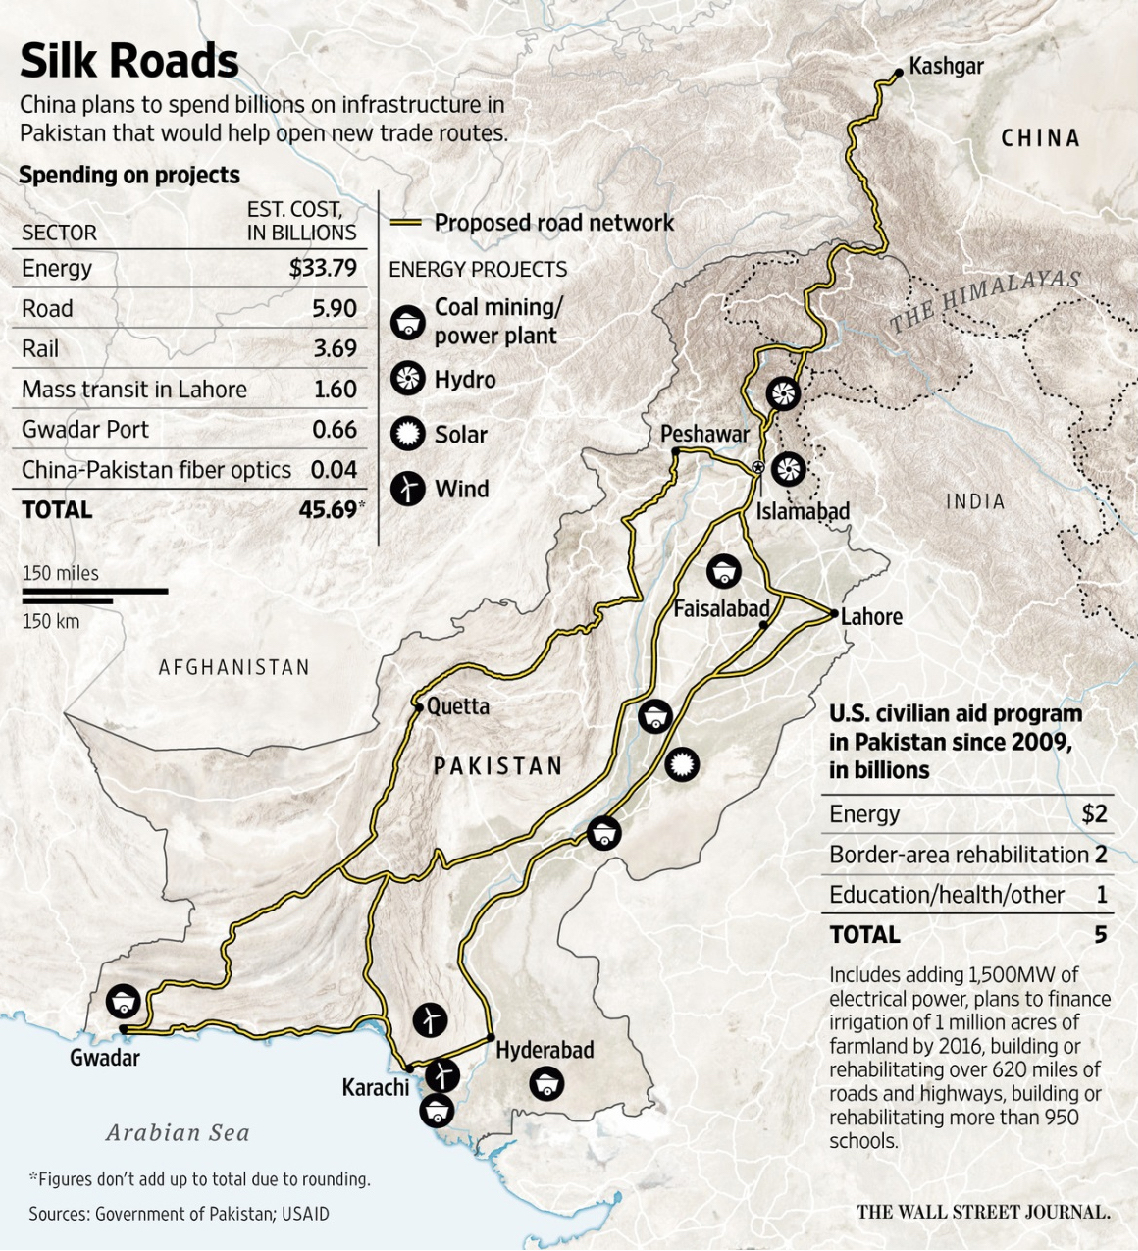 Silk Roads
China plans to spend billions on infrastructure in
Pakistan that would help open new trade routes.
Spending on projects
SECTOR EST. COST, IN BILLIONS
Energy $33.79
Road 5.90
Rail 3.69
Mass transit in Lahore 1.60
Gwadar Port 0.66
China-Pakistan fiber optics 0.04
TOTAL 45.69*
150 miles
150 km
Proposed road network
ENERGY PROJECTS
Coal mining/
power plant
Hydro
Solar
Wind
Kashgar
CHINA
THE HIMALAYAS
Peshawar
Islamabad
INDIA
Faisalabad
Lahore
AFGHANISTAN
Quetta
PAKISTAN
Gwadar
Karachi
Hyderabad
Arabian Sea
U.S. civilian aid program
in Pakistan since 2009,
in billions
Energy $2
Border-area rehabilitation 2
Education/health/other 1
TOTAL 5
Includes adding 1,500MW of
electrical power, plans to finance
irrigation of 1 million acres of
farmland by 2016, building or
rehabilitating over 620 miles of
roads and highways, building or
rehabilitating more than 950
schools.
*Figures don't add up to total due to rounding.
Sources: Government of Pakistan; USAID
THE WALL STREET JOURNAL.